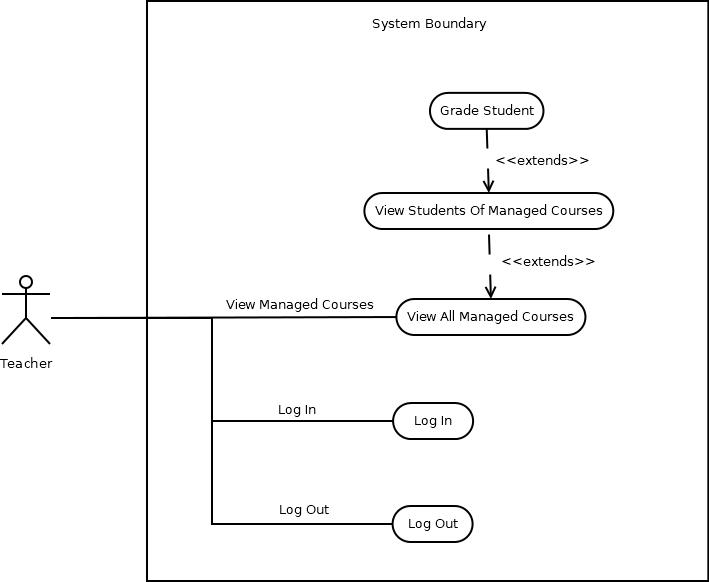 System Boundary
Grade Student
<<extends>>
View Students Of Managed Courses
<<extends>>
View Managed Courses
View All Managed Courses
Teacher
Log In
Log In
Log Out
Log Out